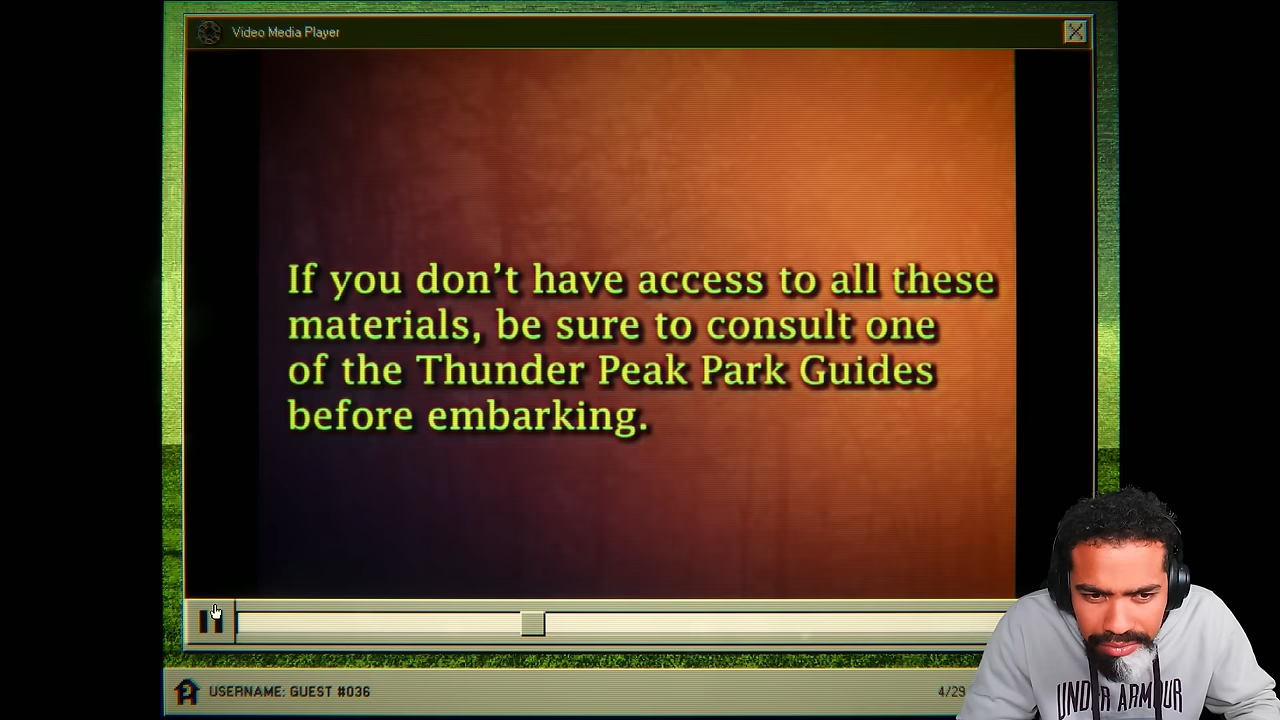 Video Media Player
If you don't have access to all these
materials, be sure to consult one
of the Thunder Peak Park Guides
before embarking.
USERNAME: GUEST #036
4/29
UNDER ARMOUR